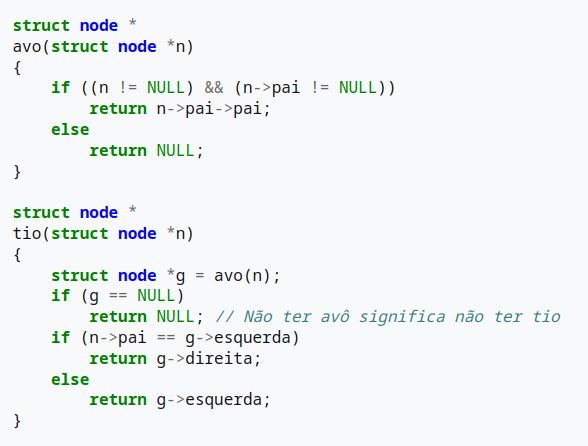 struct node *
avo(struct node *n)
{
    if ((n != NULL) && (n->pai != NULL))
        return n->pai->pai;
    else
        return NULL;
}

struct node *
tio(struct node *n)
{
    struct node *g = avo(n);
    if (g == NULL)
        return NULL; // Não ter avô significa não ter tio
    if (n->pai == g->esquerda)
        return g->direita;
    else
        return g->esquerda;
}